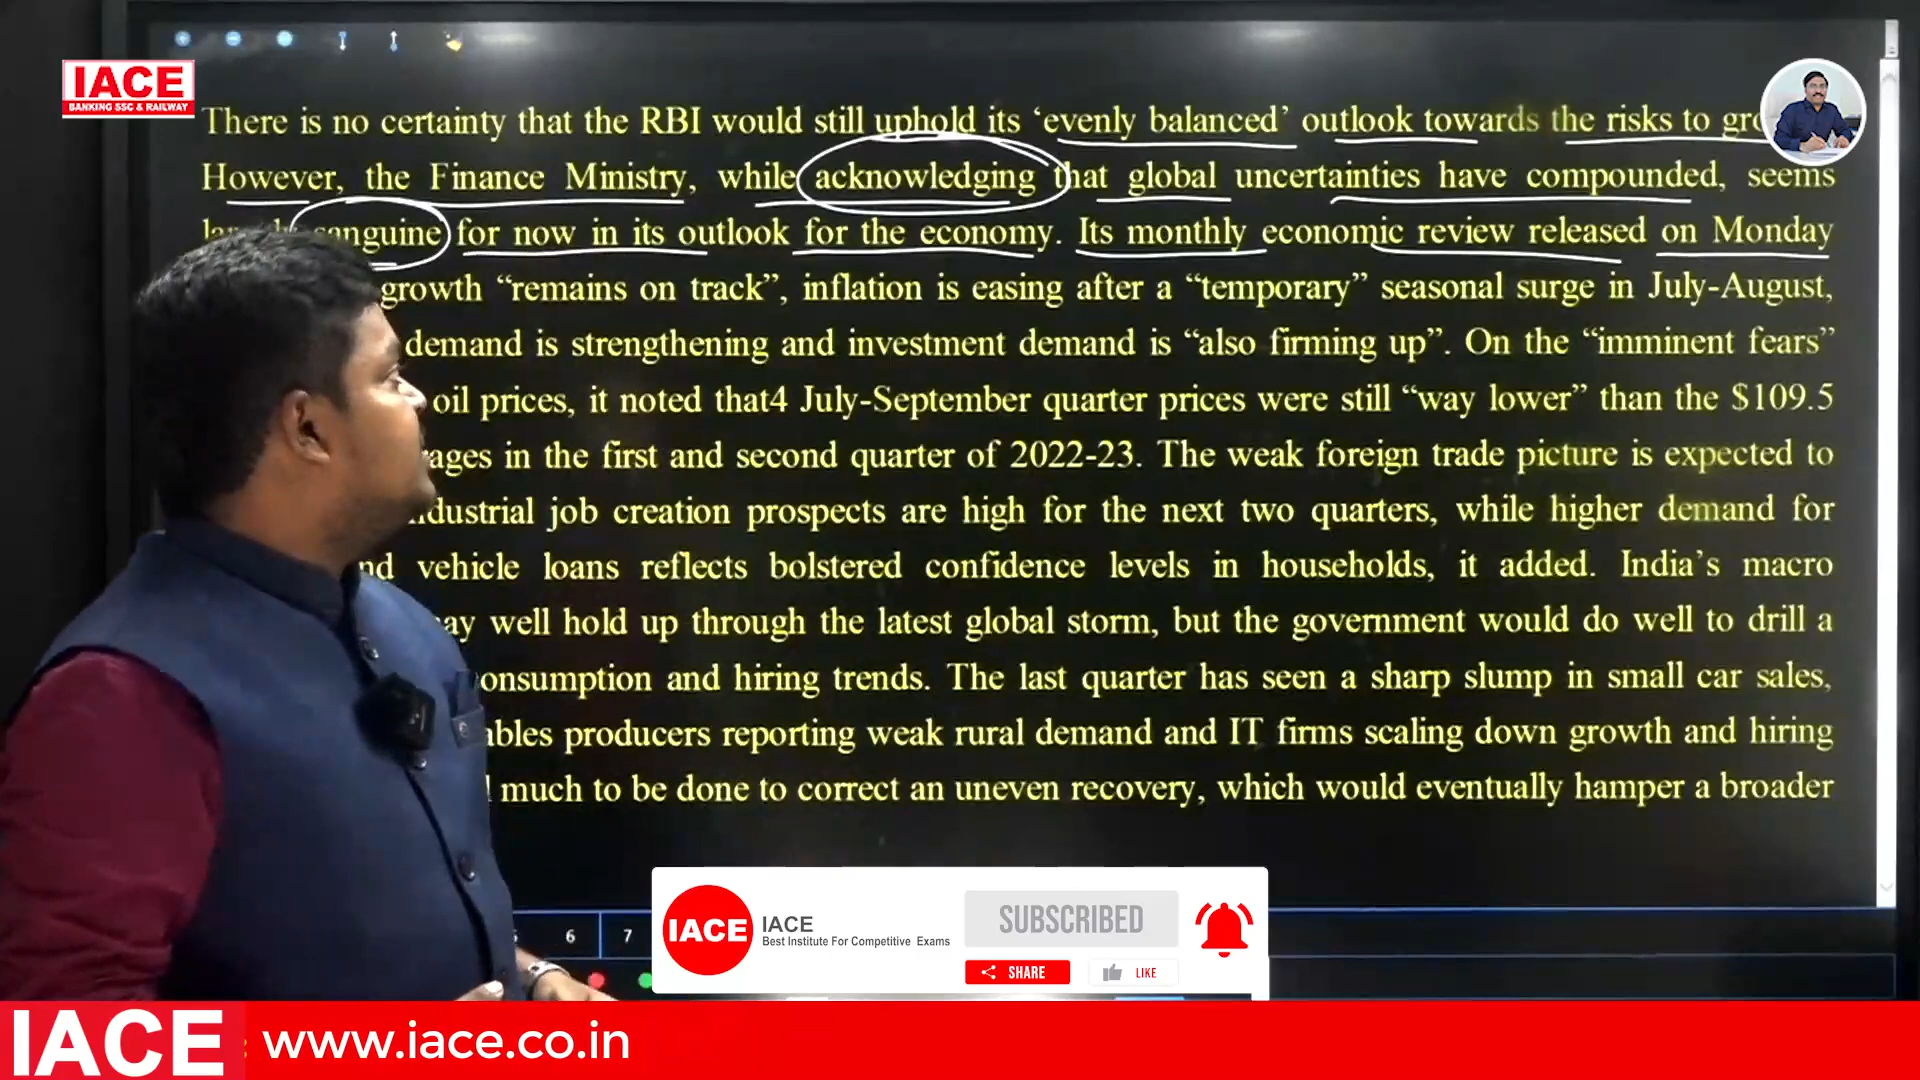 IACE
BANKING SSC & RAILWAY
There is no certainty that the RBI would still uphold its ‘evenly balanced’ outlook towards the risks to
However, the Finance Ministry, while acknowledging that global uncertainties have compounded, seems
sanguine for now in its outlook for the economy. Its monthly economic review released on Monday
growth “remains on track”, inflation is easing after a “temporary” seasonal surge in July-August,
demand is strengthening and investment demand is “also firming up”. On the “imminent fears”
oil prices, it noted that4 July-September quarter prices were still “way lower” than the $109.5
in the first and second quarter of 2022-23. The weak foreign trade picture is expected to
job creation prospects are high for the next two quarters, while higher demand for
vehicle loans reflects bolstered confidence levels in households, it added. India’s macro
well hold up through the latest global storm, but the government would do well to drill a
and hiring trends. The last quarter has seen a sharp slump in small car sales,
producers reporting weak rural demand and IT firms scaling down growth and hiring
much to be done to correct an uneven recovery, which would eventually hamper a broader
6 7
IACE
IACE
Best Institute For Competitive Exams
SUBSCRIBED
SHARE
LIKE
IACE
www.iace.co.in